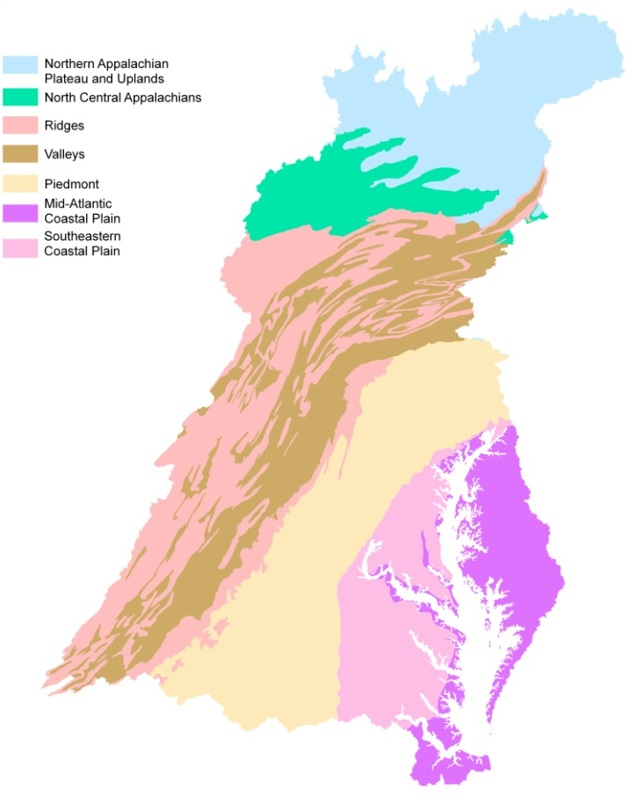 Northern Appalachian
Plateau and Uplands
North Central Appalachians
Ridges
Valleys
Piedmont
Mid-Atlantic
Coastal Plain
Southeastern
Coastal Plain